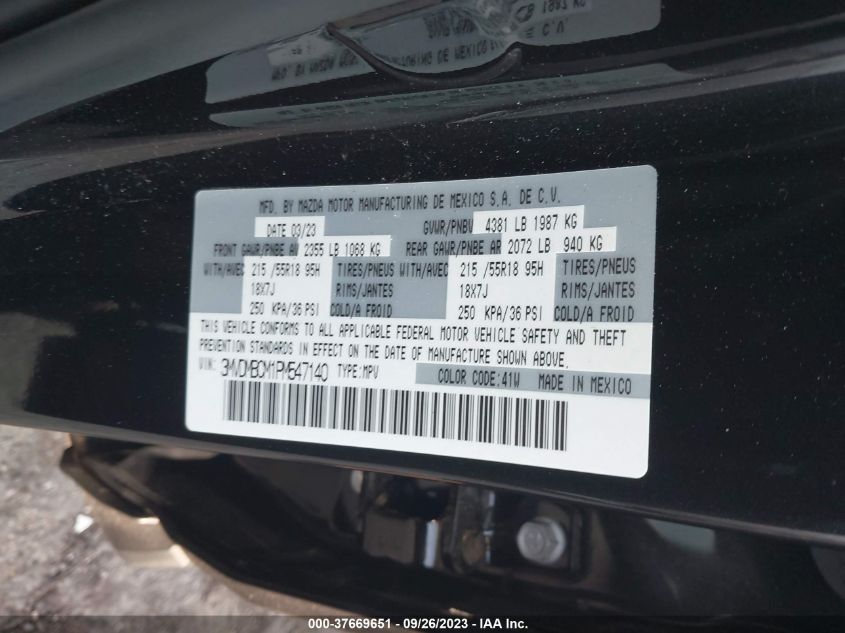 MFD. BY MAZDA MOTOR MANUFACTURING DE MEXICO S.A. DE C.V.
DATE 03/23 GVWR/PNBV 4381 LB 1987 KG
FRONT GAWR/PNBE AV 2355 LB 1068 KG REAR GAWR/PNBE AR 2072 LB 940 KG
WITH/AVEC 215 /55R18 95H TIRES/PNEUS WITH/AVEC 215 /55R18 95H TIRES/PNEUS
18X7J RIMS/JANTES 18X7J RIMS/JANTES
250 KPA/36 PSI COLD/A FROID 250 KPA/36 PSI COLD/A FROID
THIS VEHICLE CONFORMS TO ALL APPLICABLE FEDERAL MOTOR VEHICLE SAFETY AND THEFT
PREVENTION STANDARDS IN EFFECT ON THE DATE OF MANUFACTURE SHOWN ABOVE.
VIN: 3MVDMBCM1PM547140 TYPE:MPV COLOR CODE:41W MADE IN MEXICO
000-37669651 - 09/26/2023 - IAA Inc.